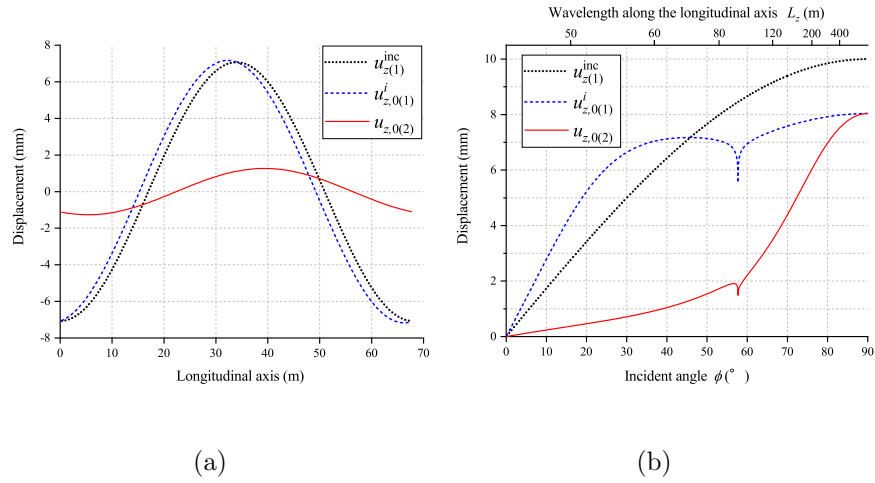 8
6
4
2
0
-2
-4
-6
-8
0 10 20 30 40 50 60 70
Displacement (mm)
Longitudinal axis (m)
u_{z(1)}^{inc}
u_{z,0(1)}^{i}
u_{z,0(2)}
(a)
Wavelength along the longitudinal axis L_z (m)
50 60 80 100 200 400
10
8
6
4
2
0
0 10 20 30 40 50 60 70 80 90
Displacement (mm)
Incident angle ϕ (°)
u_{z(1)}^{inc}
u_{z,0(1)}^{i}
u_{z,0(2)}
(b)